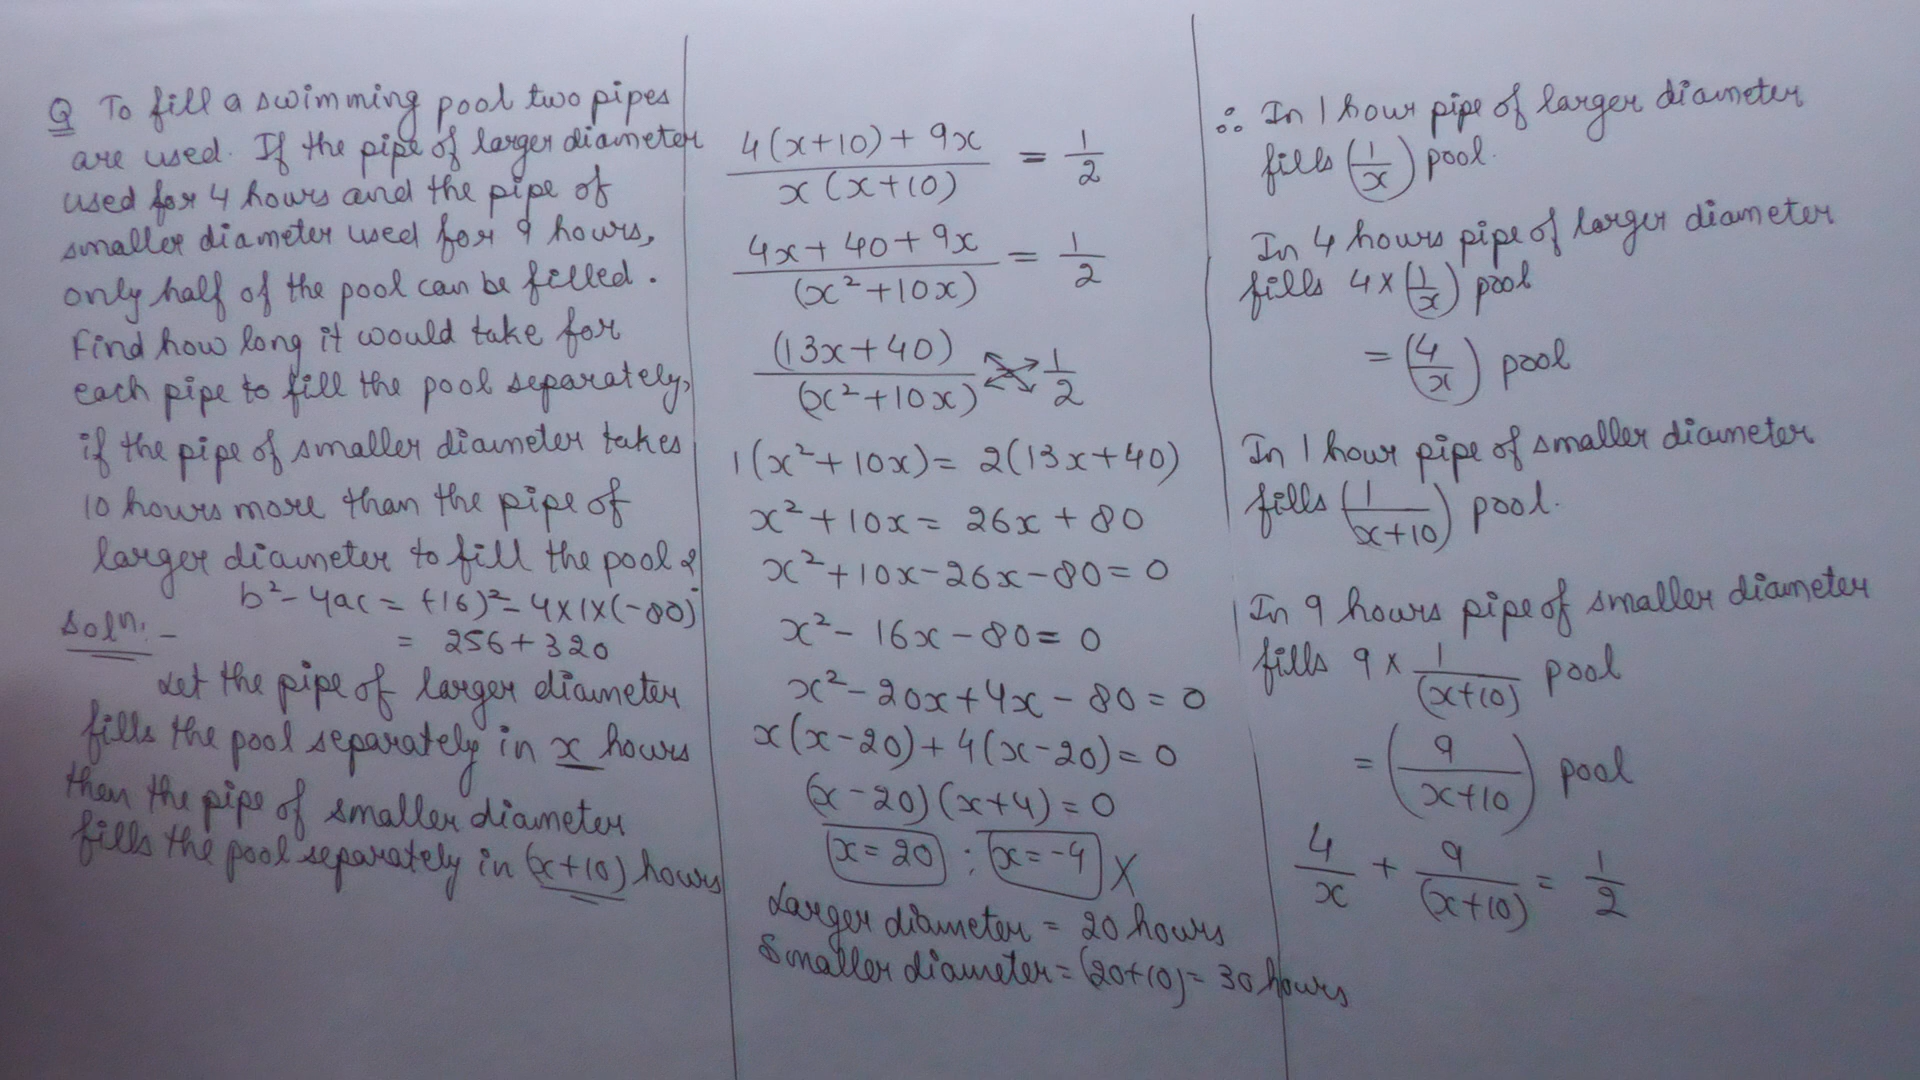 Q To fill a swimming pool two pipes
are used. If the pipe of larger diameter
used for 4 hours and the pipe of
smaller diameter used for 9 hours,
only half of the pool can be filled.
Find how long it would take for
each pipe to fill the pool separately,
if the pipe of smaller diameter takes
10 hours more than the pipe of
larger diameter to fill the pool?
b² - 4ac = (-16)² - 4×1×(-80)
= 256 + 320
Soln:-
Let the pipe of larger diameter
fills the pool separately in x hours
then the pipe of smaller diameter
fills the pool separately in (x+10) hours
∴ In 1 hour pipe of larger diameter
fills (1/x) pool.
In 4 hours pipe of larger diameter
fills 4 × (1/x) pool
= (4/x) pool
In 1 hour pipe of smaller diameter
fills (1/(x+10)) pool.
In 9 hours pipe of smaller diameter
fills 9 × 1/(x+10) pool
= (9/(x+10)) pool
4/x + 9/(x+10) = 1/2
(4(x+10) + 9x)/(x(x+10)) = 1/2
(4x + 40 + 9x)/(x²+10x) = 1/2
(13x+40)/(x²+10x) 1/2
1(x²+10x) = 2(13x+40)
x² + 10x = 26x + 80
x² + 10x - 26x - 80 = 0
x² - 16x - 80 = 0
x² - 20x + 4x - 80 = 0
x(x-20) + 4(x-20) = 0
(x-20)(x+4) = 0
x = 20 ; x = -4 X
Larger diameter = 20 hours
Smaller diameter = (20+10) = 30 hours